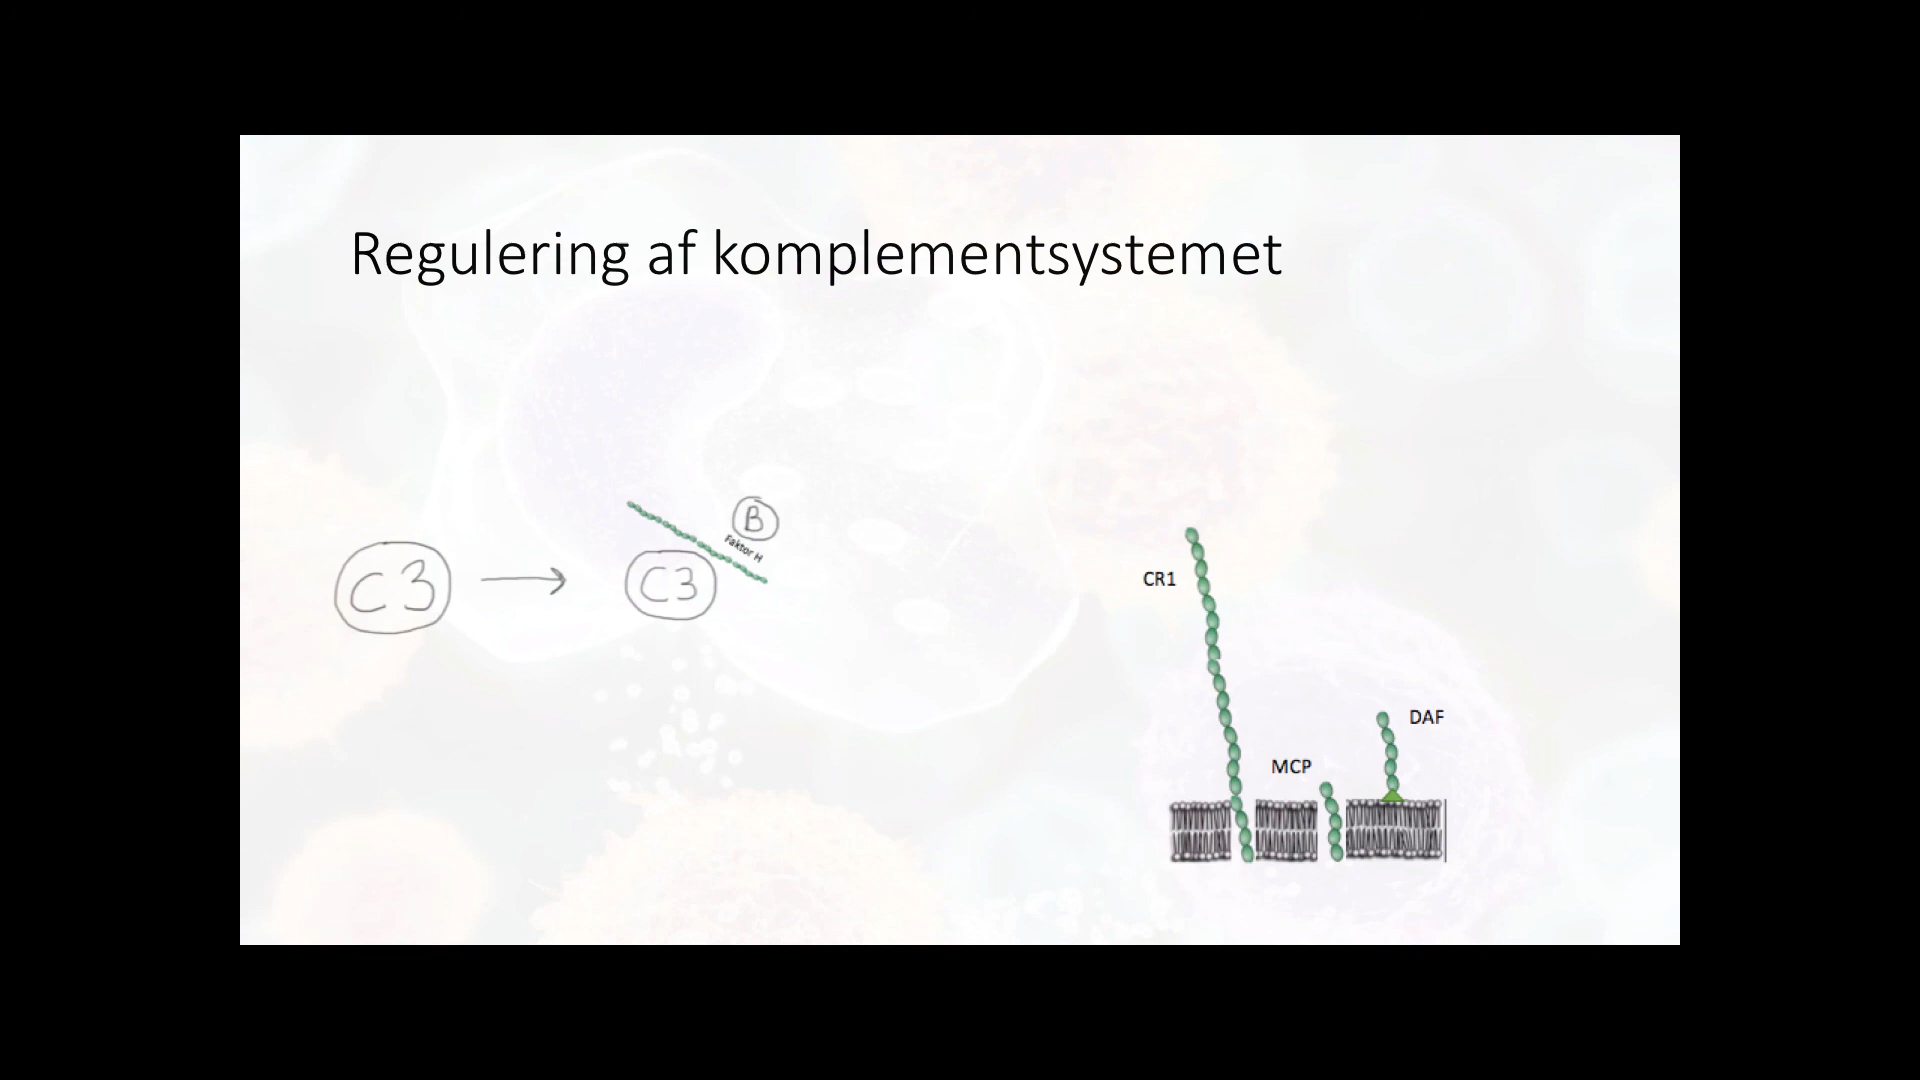 Regulering af komplementsystemet
B
Faktor H
C3
C3
CR1
MCP
DAF